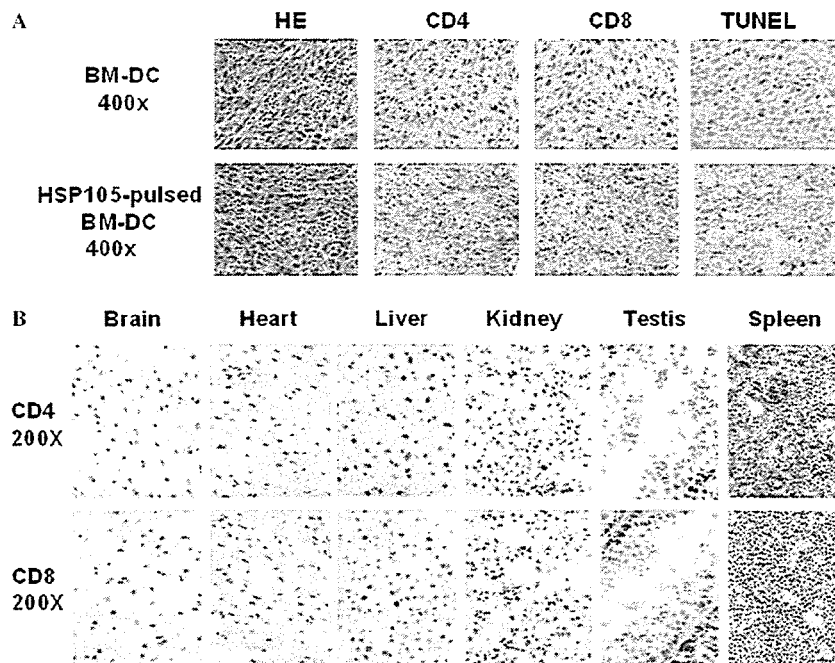 A
HE CD4 CD8 TUNEL
BM-DC
400x
HSP105-pulsed
BM-DC
400x
B
Brain Heart Liver Kidney Testis Spleen
CD4
200X
CD8
200X